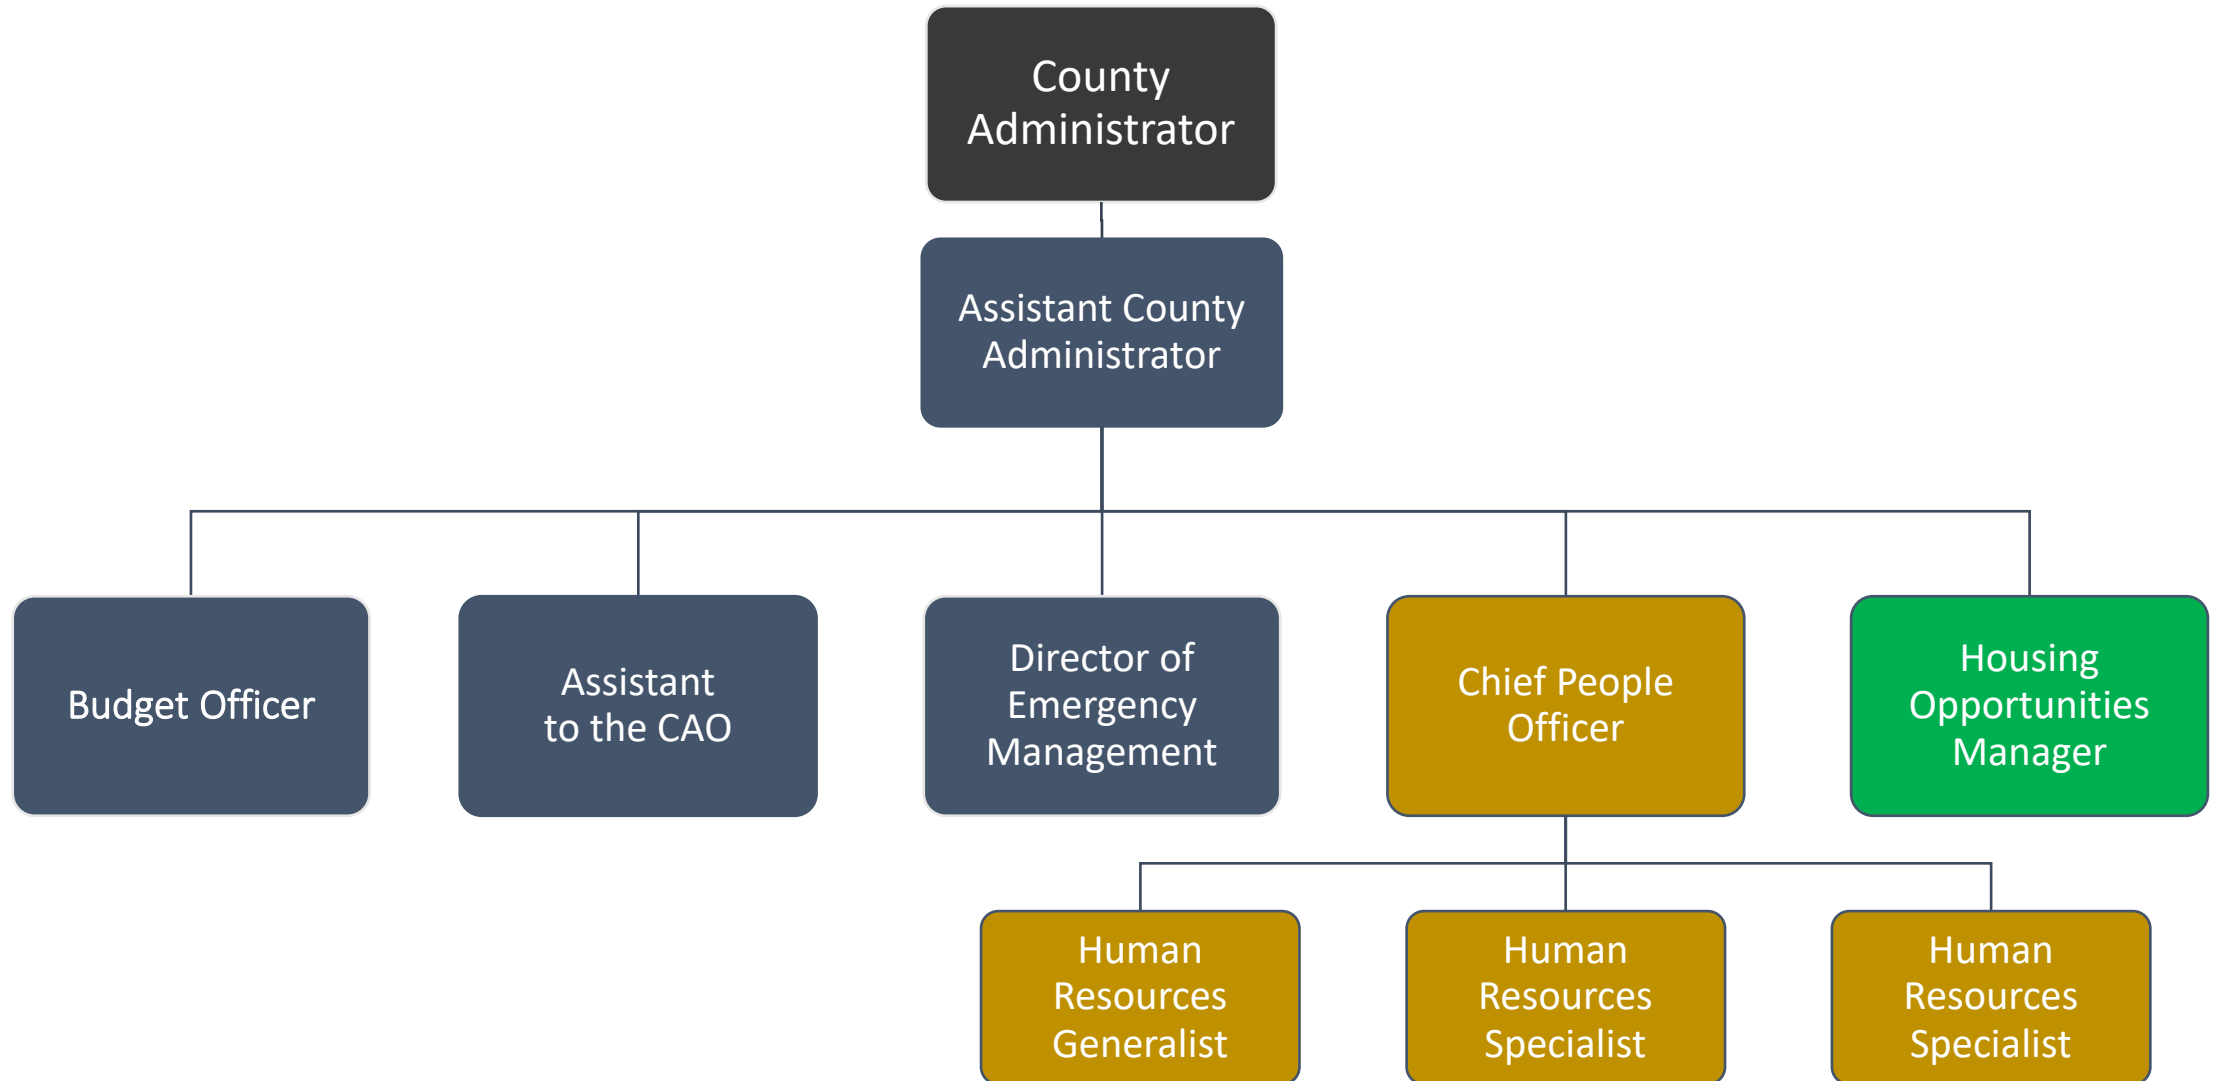 County
Administrator
Assistant County
Administrator
Budget Officer
Assistant
to the CAO
Director of
Emergency
Management
Chief People
Officer
Housing
Opportunities
Manager
Human
Resources
Generalist
Human
Resources
Specialist
Human
Resources
Specialist